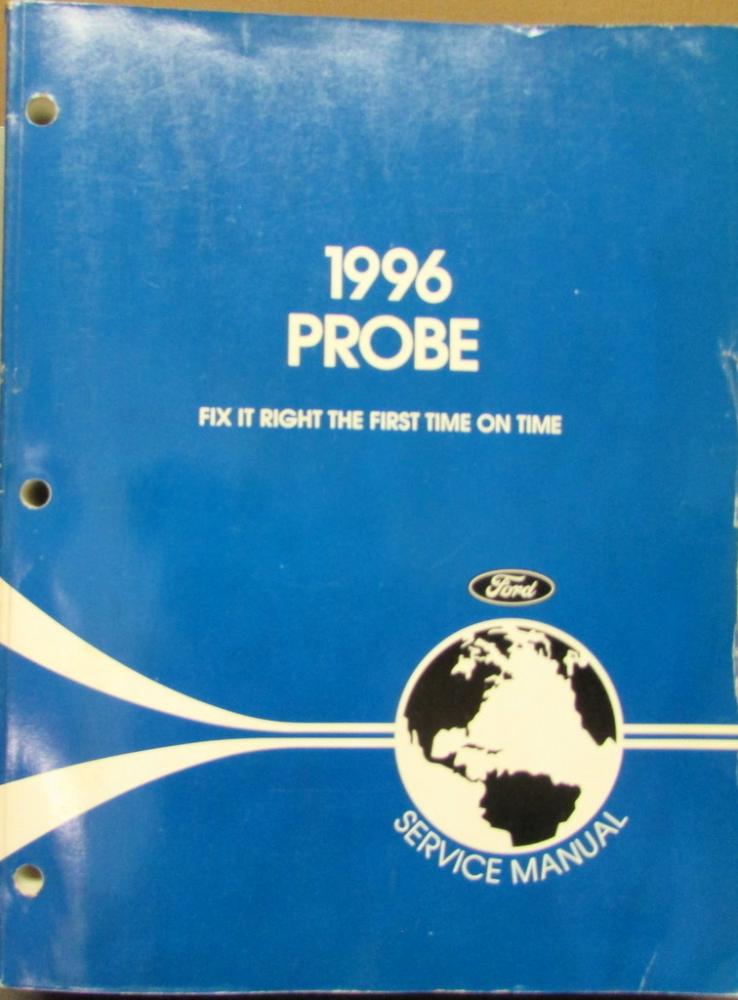 1996
PROBE
FIX IT RIGHT THE FIRST TIME ON TIME
Ford
SERVICE MANUAL